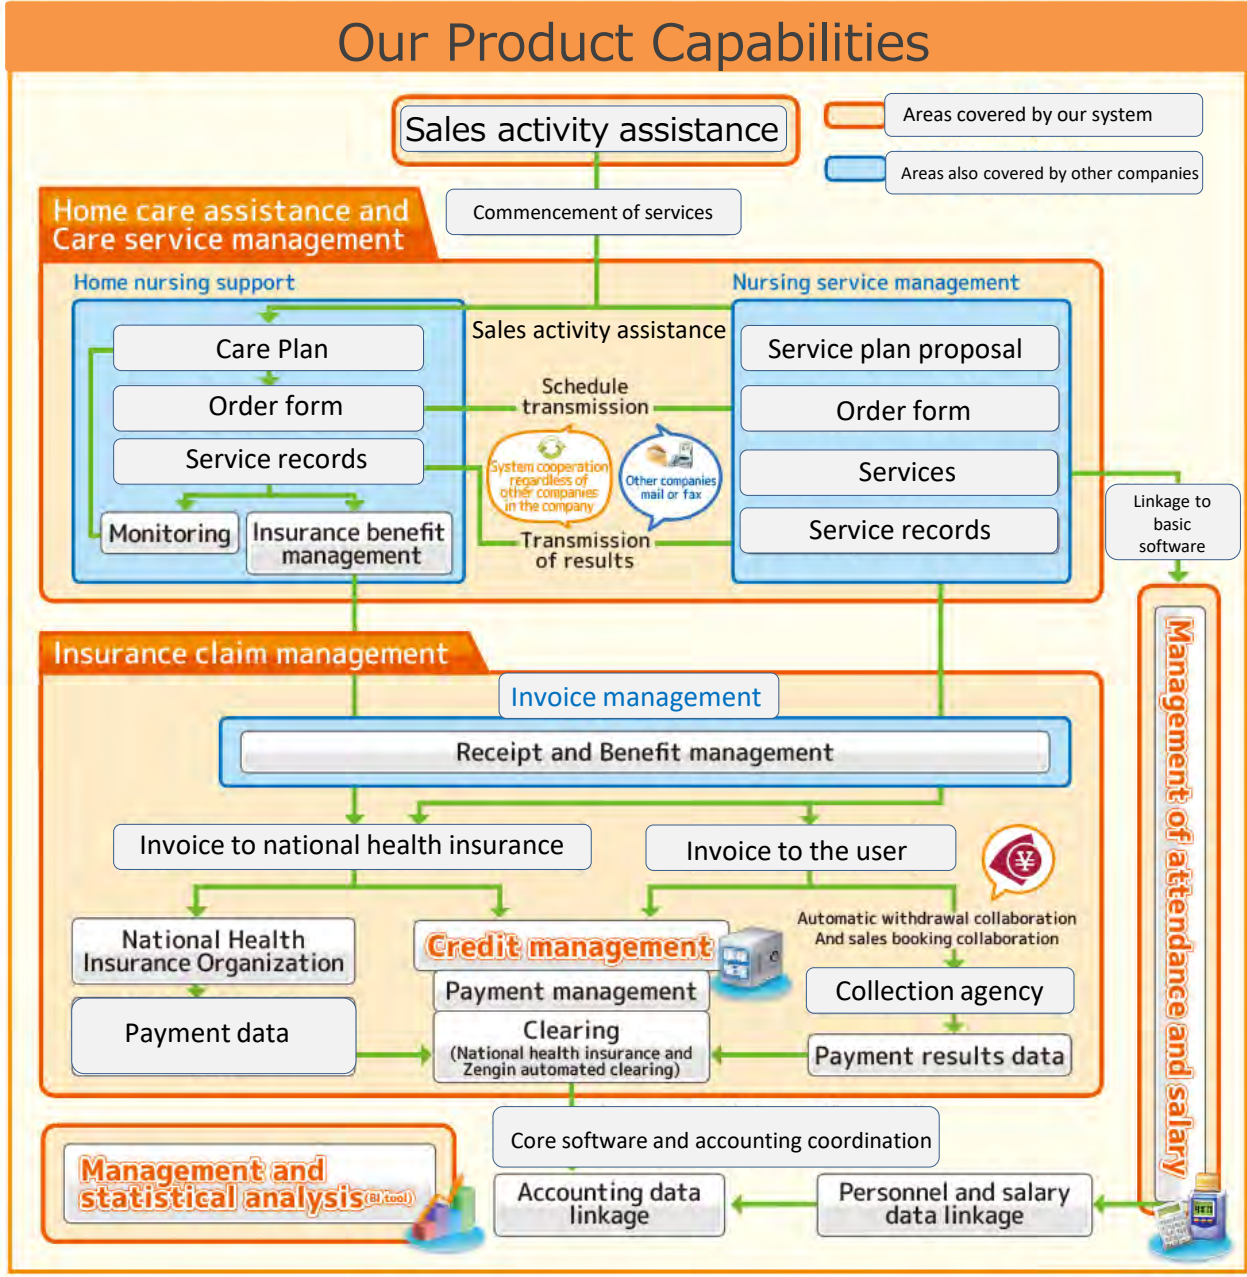 Our Product Capabilities
Sales activity assistance
Areas covered by our system
Areas also covered by other companies
Commencement of services
Home care assistance and
Care service management
Home nursing support
Nursing service management
Care Plan
Order form
Service records
Monitoring
Insurance benefit
management
Sales activity assistance
Schedule
transmission
System cooperation
regardless of
other companies
in the company
Other companies
mail or fax
Transmission
of results
Service plan proposal
Order form
Services
Service records
Linkage to
basic
software
Management of attendance and salary
Insurance claim management
Invoice management
Receipt and Benefit management
Invoice to national health insurance
Invoice to the user
¥
National Health
Insurance Organization
Credit management
Automatic withdrawal collaboration
And sales booking collaboration
Payment management
Collection agency
Payment data
Clearing
(National health insurance and
Zengin automated clearing)
Payment results data
Core software and accounting coordination
Management and
statistical analysis(BI tool)
Accounting data
linkage
Personnel and salary
data linkage